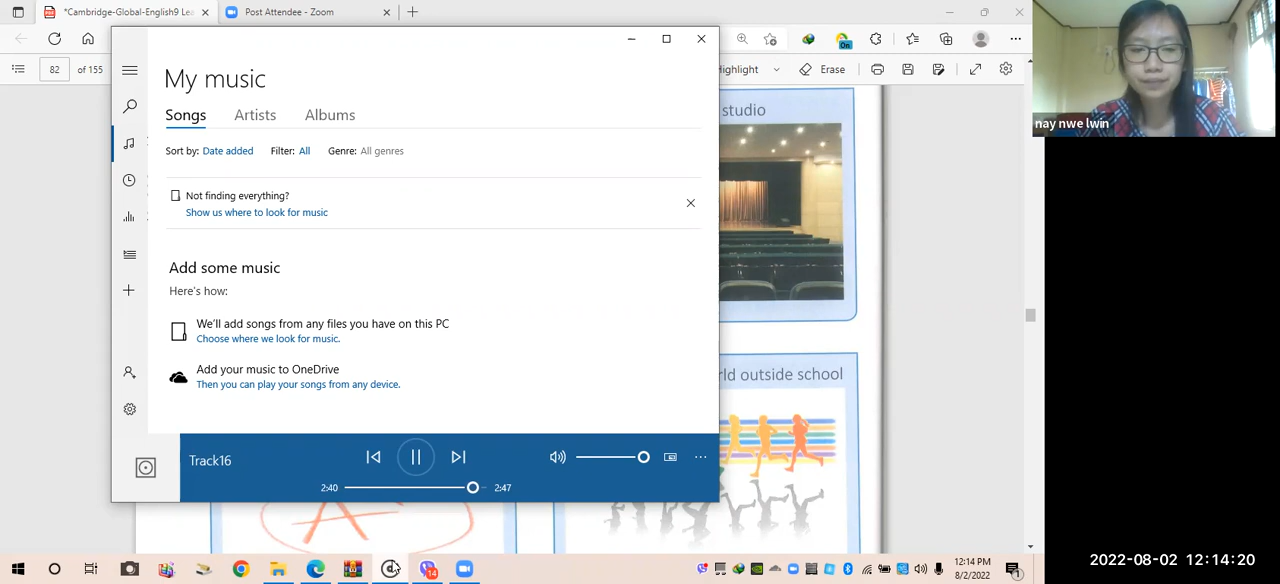 *Cambridge-Global-English9 Lea
Post Attendee - Zoom
82 of 155
Highlight
Erase
My music
Songs Artists Albums
Sort by: Date added Filter: All Genre: All genres
Not finding everything?
Show us where to look for music
Add some music
Here's how:
We'll add songs from any files you have on this PC
Choose where we look for music.
Add your music to OneDrive
Then you can play your songs from any device.
Track16
2:40 2:47
studio
rld outside school
nay nwe lwin
On
14
12:14 PM
8/2/2022
1
2022-08-02 12:14:20